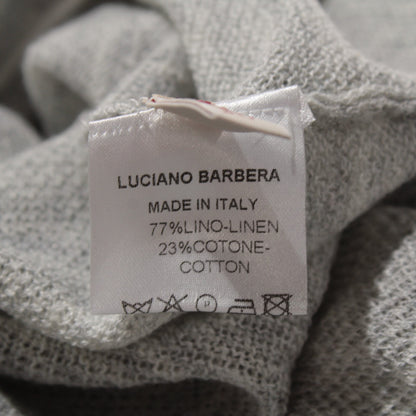 LUCIANO BARBERA
MADE IN ITALY
77%LINO-LINEN
23%COTONE-
COTTON